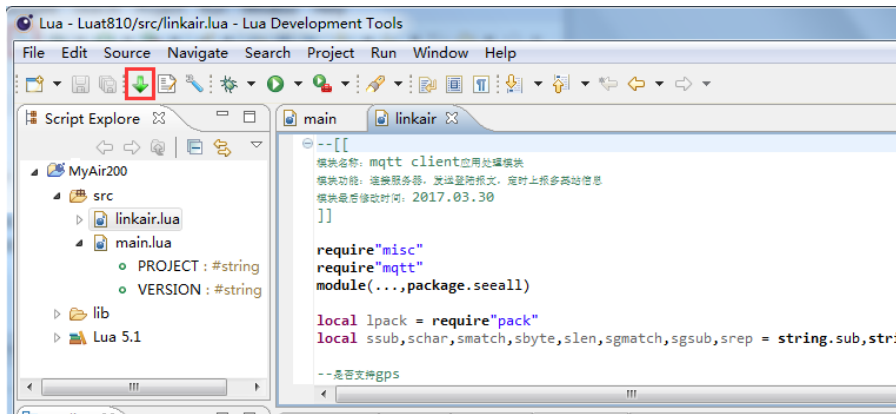 Lua - Luat810/src/linkair.lua - Lua Development Tools
File Edit Source Navigate Search Project Run Window Help
Script Explore
MyAir200
src
linkair.lua
main.lua
PROJECT : #string
VERSION : #string
lib
Lua 5.1
main linkair
--[[
模块名称：mqtt client应用处理模块
模块功能：连接服务器，发送登陆报文，定时上报多基站信息
模块最后修改时间：2017.03.30
]]
require"misc"
require"mqtt"
module(...,package.seeall)
local lpack = require"pack"
local ssub,schar,smatch,sbyte,slen,sgmatch,sgsub,srep = string.sub,stri
--是否支持gps